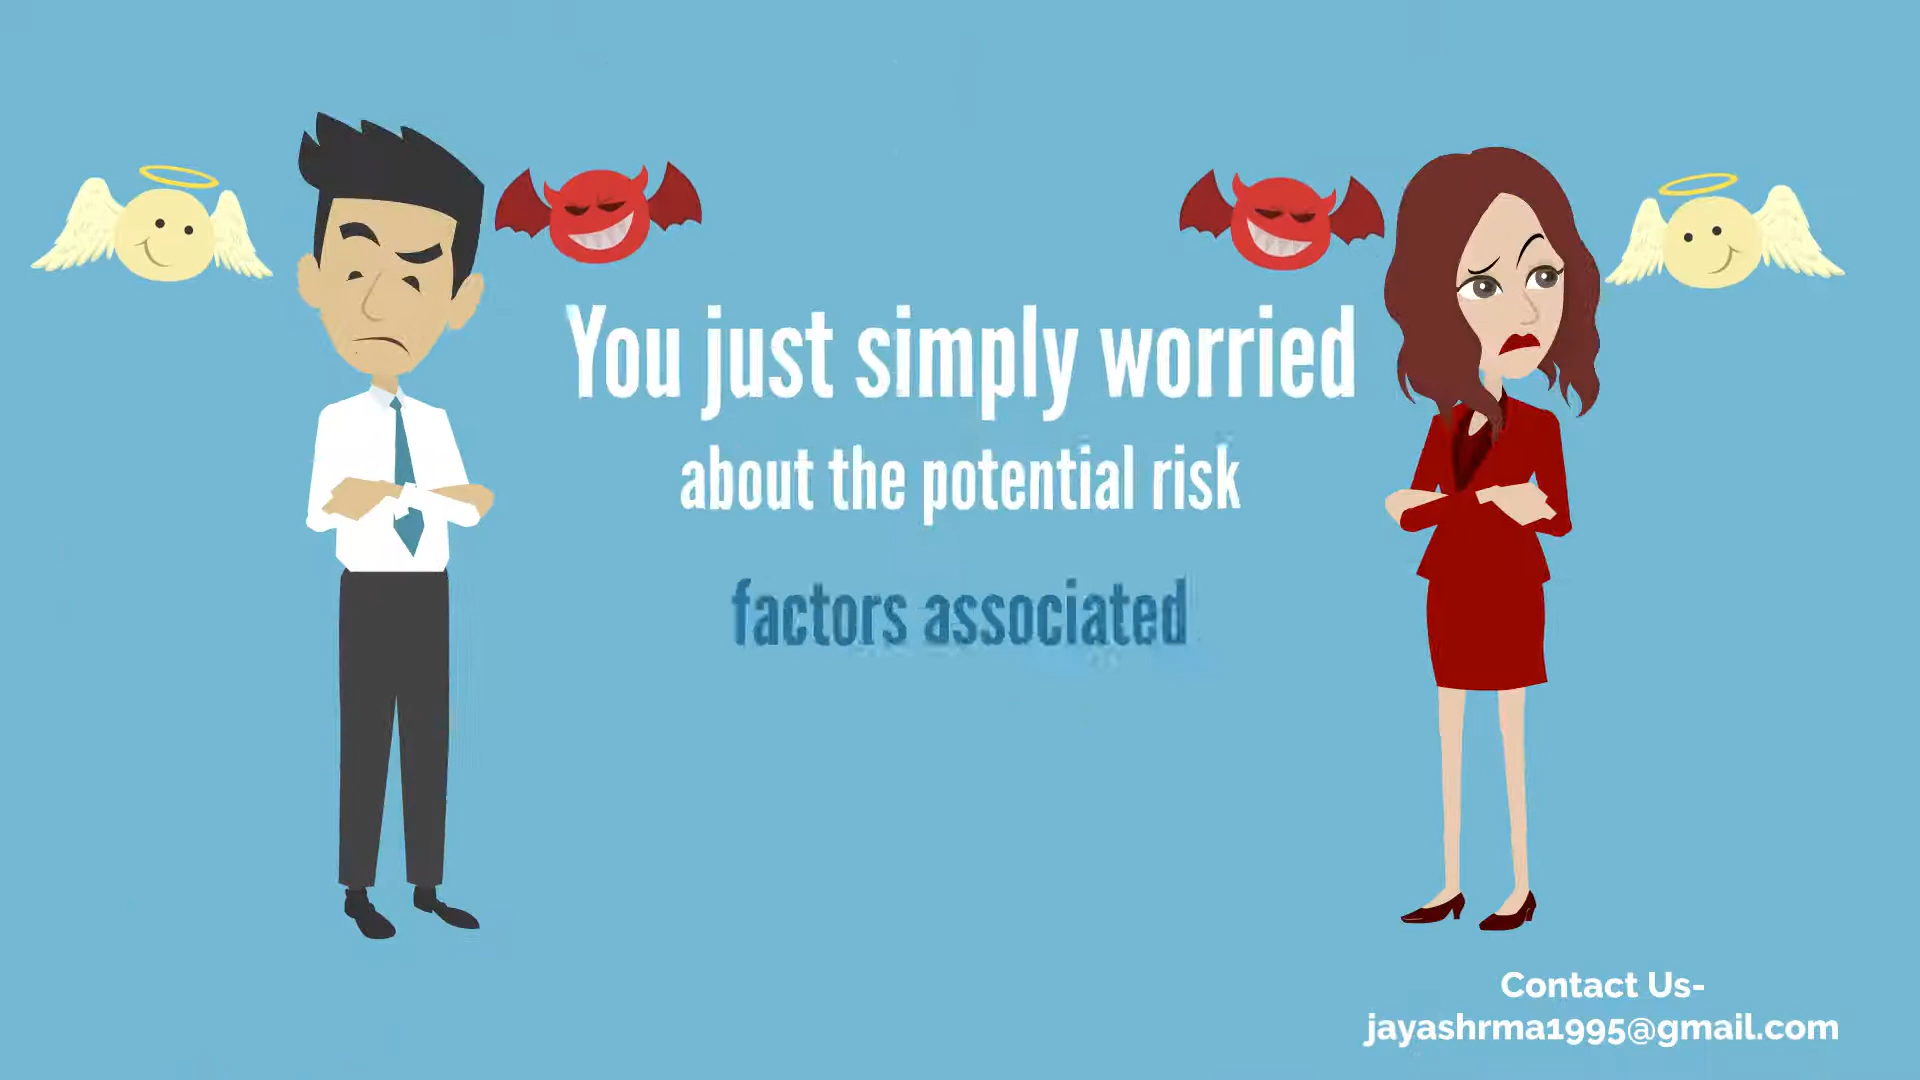 You just simply worried
about the potential risk
factors associated
Contact Us-
jayashrma1995@gmail.com